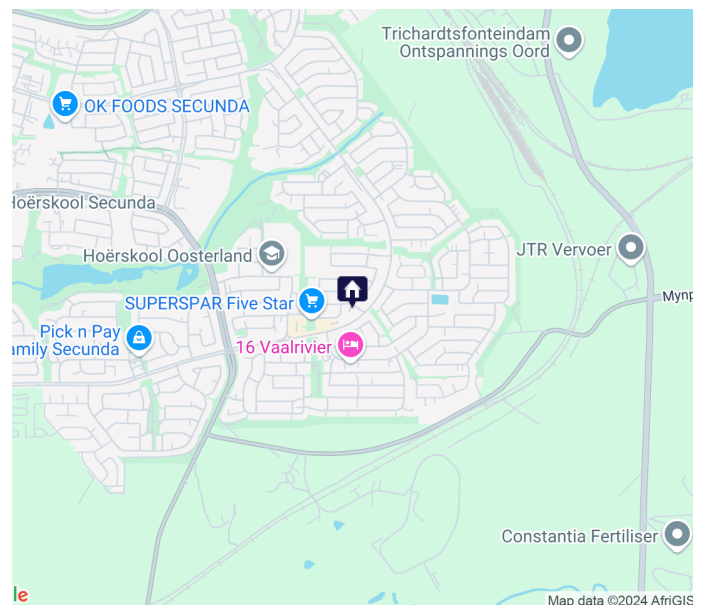 Trichardtsfonteindam
Ontspannings Oord
OK FOODS SECUNDA
Hoërskool Secunda
Hoërskool Oosterland
JTR Vervoer
SUPERSPAR Five Star
Mynp
Pick n Pay
amily Secunda
16 Vaalrivier
Constantia Fertiliser
le
Map data ©2024 AfriGIS